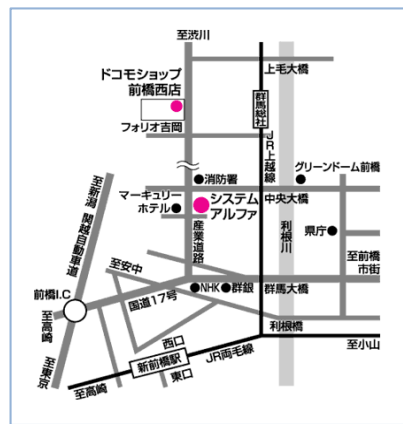 至渋川
上毛大橋
ドコモショップ
前橋西店
群馬総社
フォリオ吉岡
JR上越線
消防署
グリーンドーム前橋
マーキュリー
ホテル
システム
アルファ
中央大橋
至新潟
関越自動車道
産業道路
利根川
県庁
至前橋
市街
至安中
前橋I.C
NHK
群銀
群馬大橋
国道17号
至高崎
利根橋
西口
新前橋駅
JR両毛線
至小山
至東京
東口
至高崎